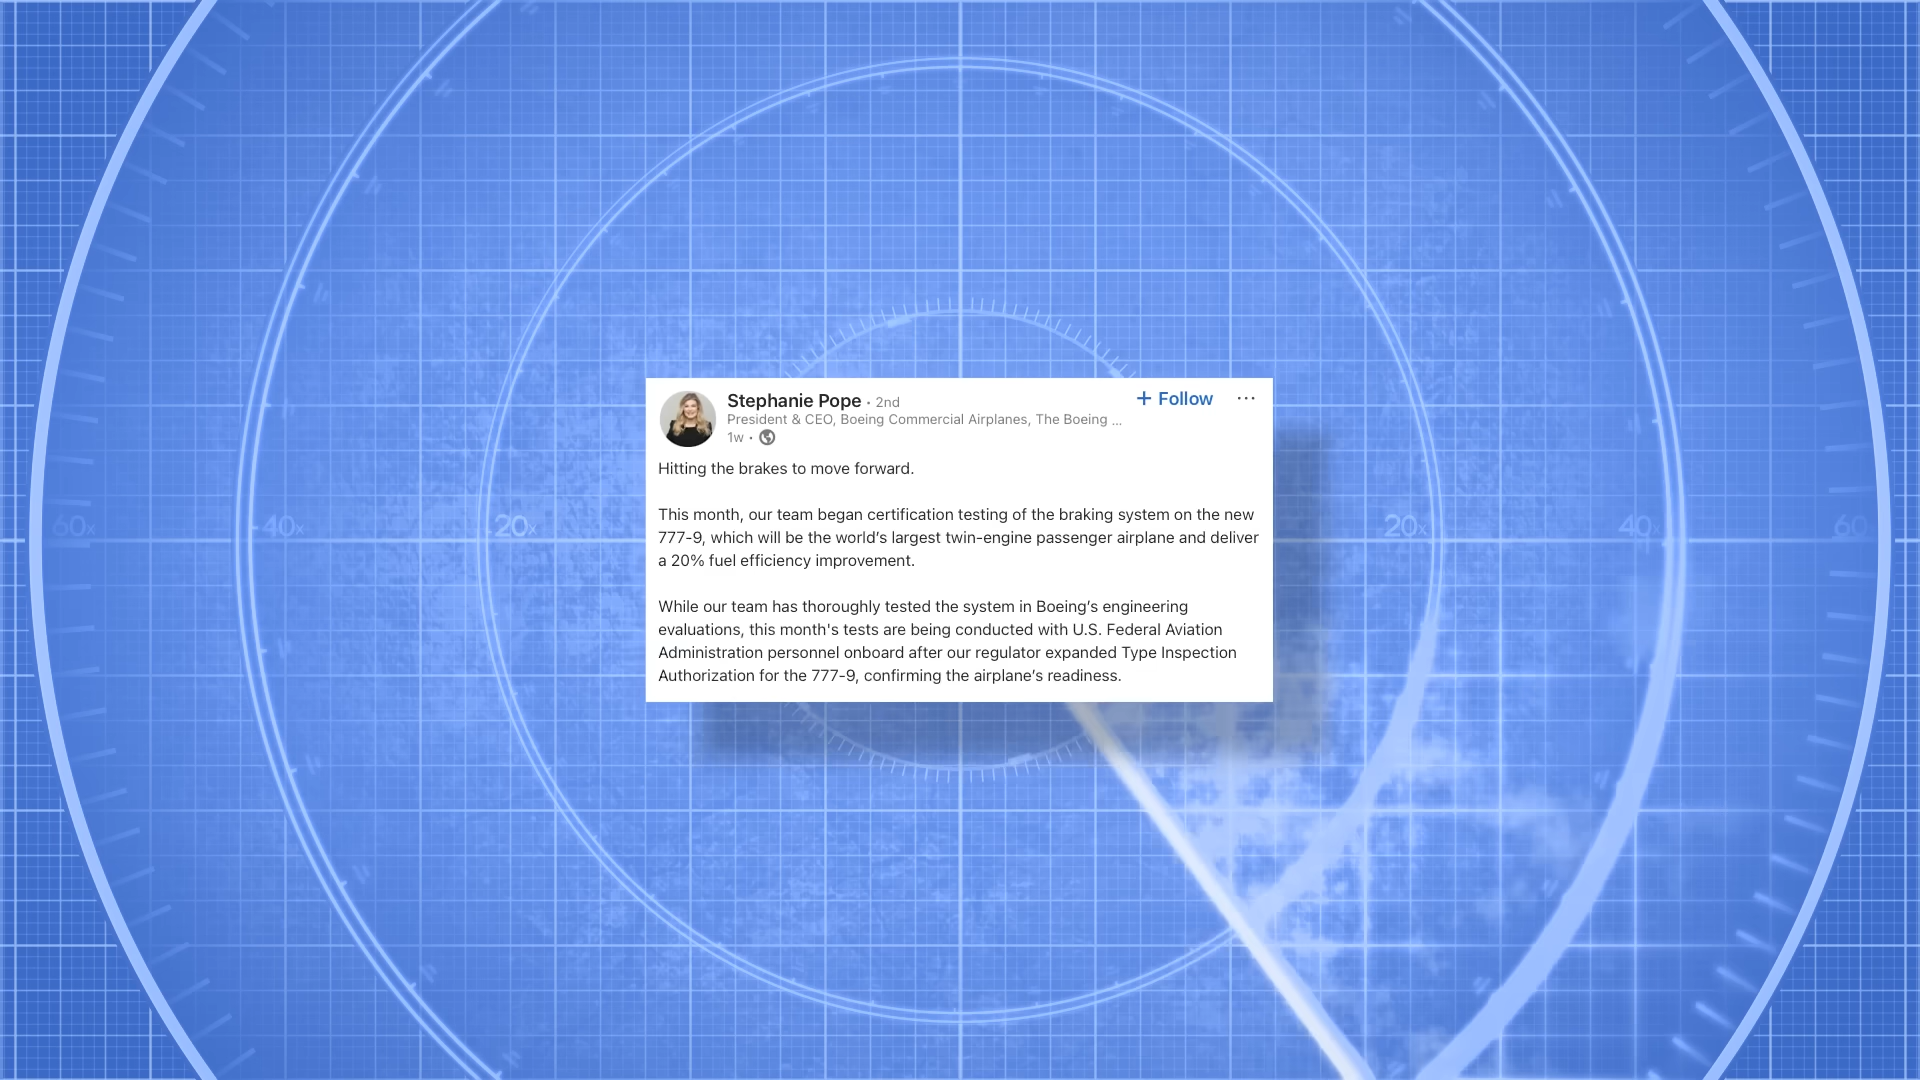 Stephanie Pope • 2nd
+ Follow ...
President & CEO, Boeing Commercial Airplanes, The Boeing ...
1w •
Hitting the brakes to move forward.
This month, our team began certification testing of the braking system on the new
777-9, which will be the world’s largest twin-engine passenger airplane and deliver
a 20% fuel efficiency improvement.
While our team has thoroughly tested the system in Boeing’s engineering
evaluations, this month's tests are being conducted with U.S. Federal Aviation
Administration personnel onboard after our regulator expanded Type Inspection
Authorization for the 777-9, confirming the airplane’s readiness.
60x 40x 20x 20x 40x 60